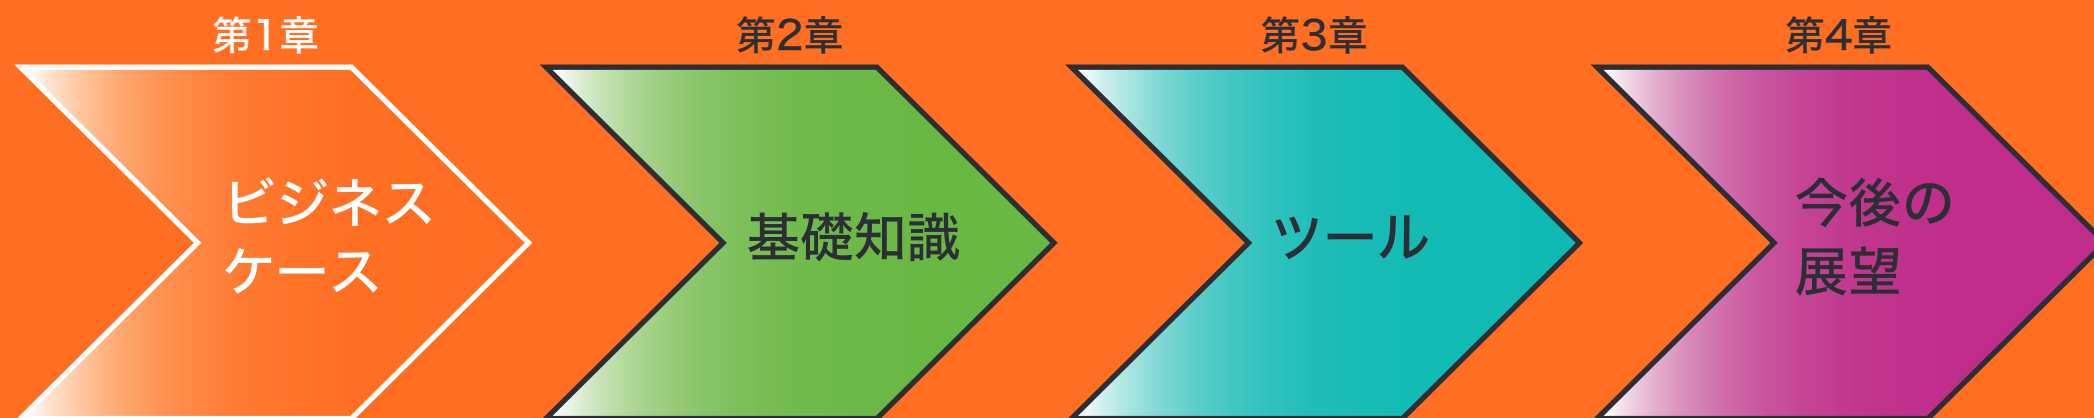 第1章
ビジネス
ケース
第2章
基礎知識
第3章
ツール
第4章
今後の
展望